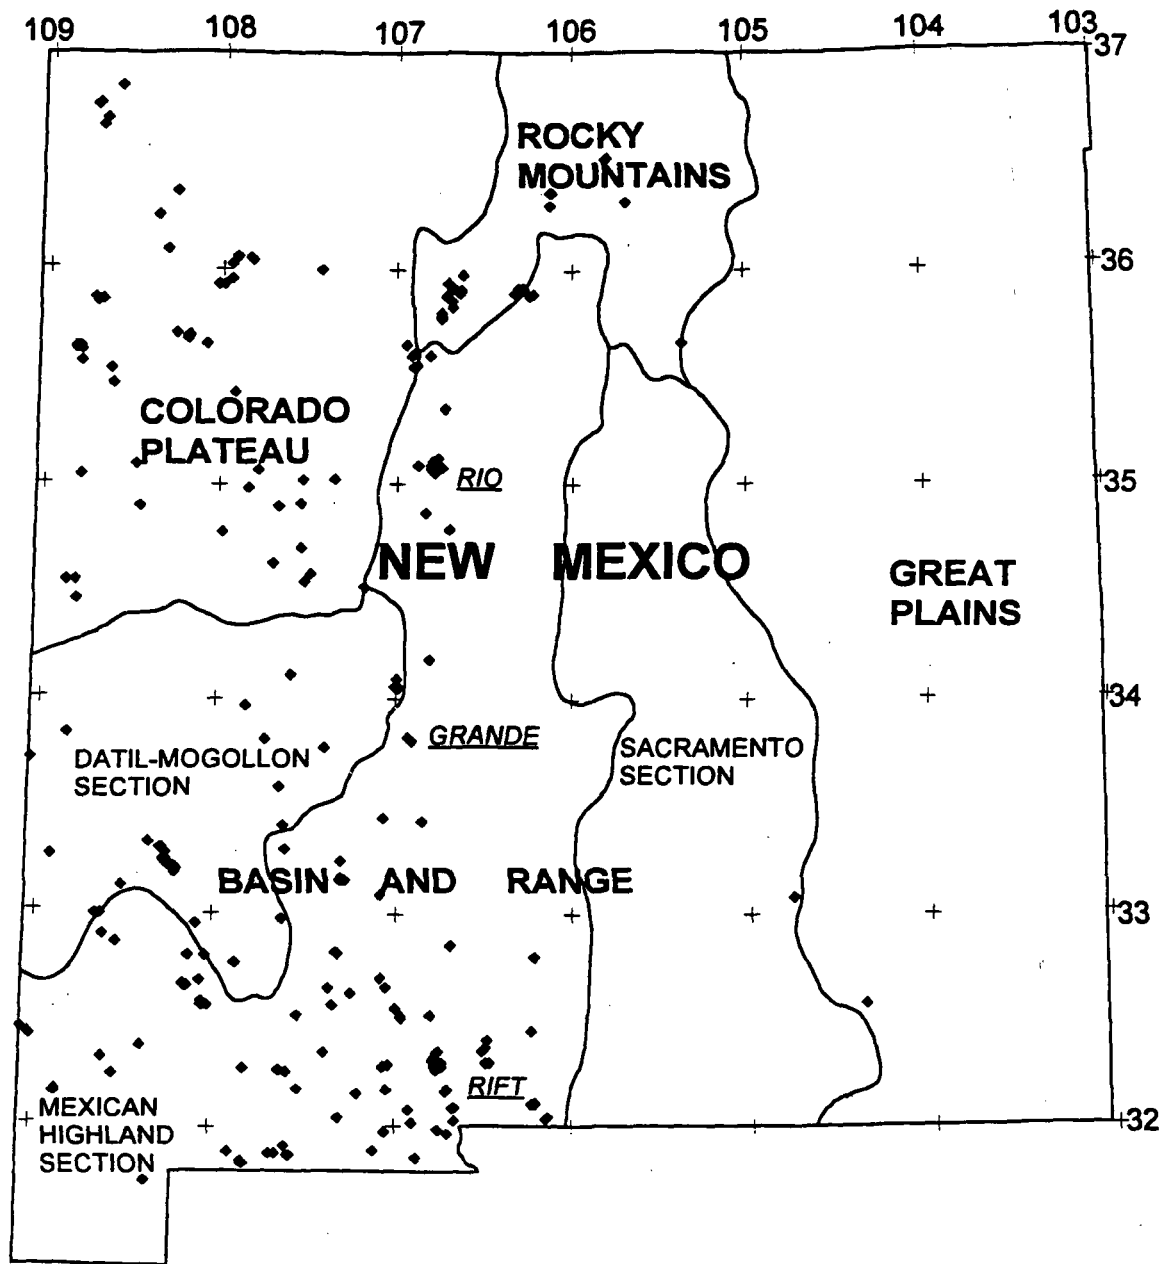 109 108 107 106 105 104 103
37
ROCKY
MOUNTAINS
36
COLORADO
PLATEAU
35
RIO
NEW MEXICO
GREAT
PLAINS
34
GRANDE
DATIL-MOGOLLON
SECTION
SACRAMENTO
SECTION
BASIN AND RANGE
33
RIFT
MEXICAN
HIGHLAND
SECTION
32